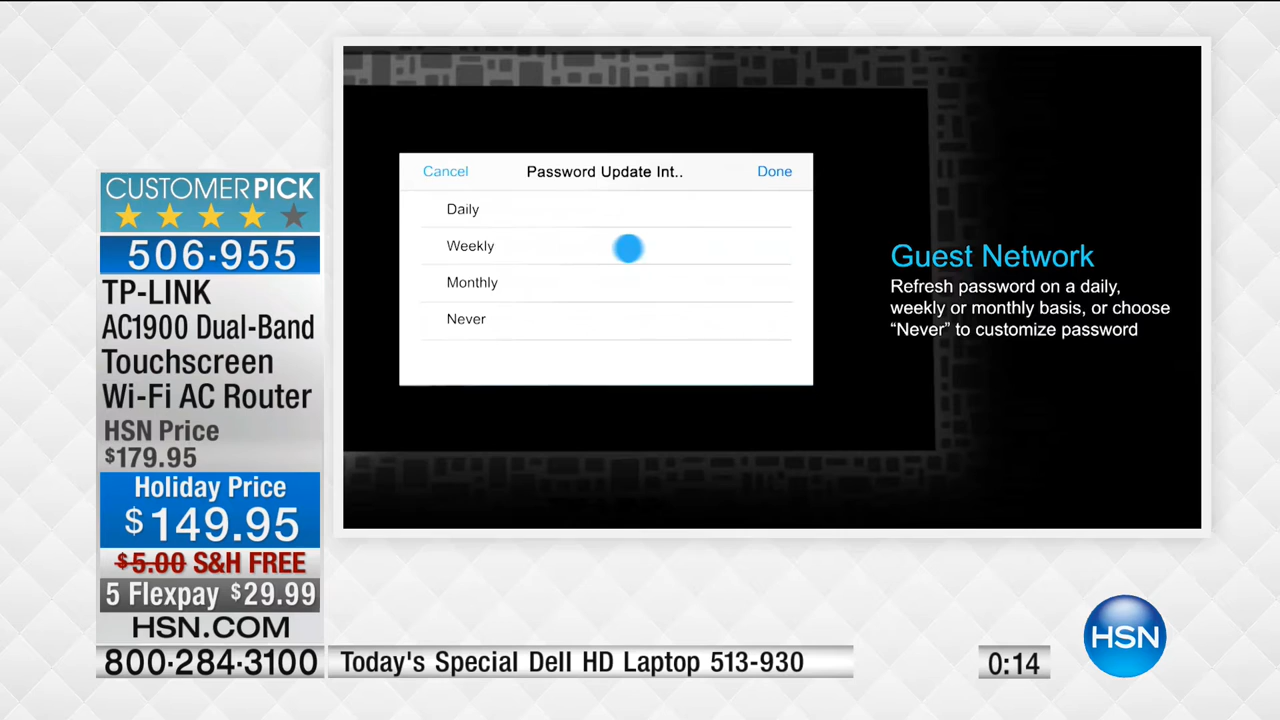 CUSTOMER PICK
506-955
TP-LINK
AC1900 Dual-Band
Touchscreen
Wi-Fi AC Router
HSN Price
$179.95
Holiday Price
$149.95
$5.00 S&H FREE
5 Flexpay $29.99
HSN.COM
800-284-3100
Cancel Password Update Int.. Done
Daily
Weekly
Monthly
Never
Guest Network
Refresh password on a daily,
weekly or monthly basis, or choose
“Never” to customize password
Today's Special Dell HD Laptop 513-930
0:14
HSN